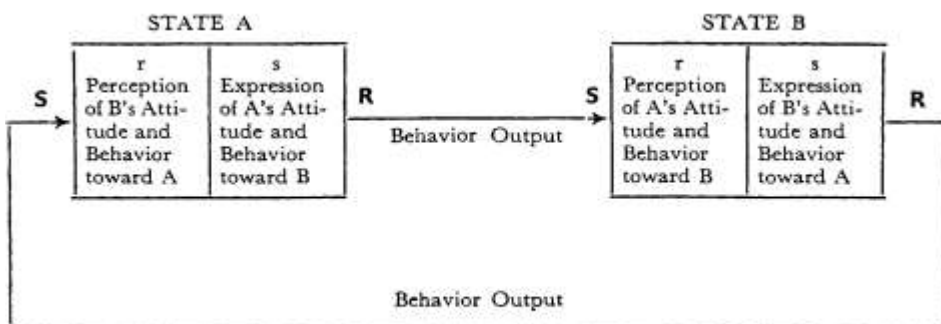 STATE A
STATE B
r
Perception
of B's Atti-
tude and
Behavior
toward A
s
Expression
of A's Atti-
tude and
Behavior
toward B
r
Perception
of A's Atti-
tude and
Behavior
toward B
s
Expression
of B's Atti-
tude and
Behavior
toward A
S
R
S
R
Behavior Output
Behavior Output